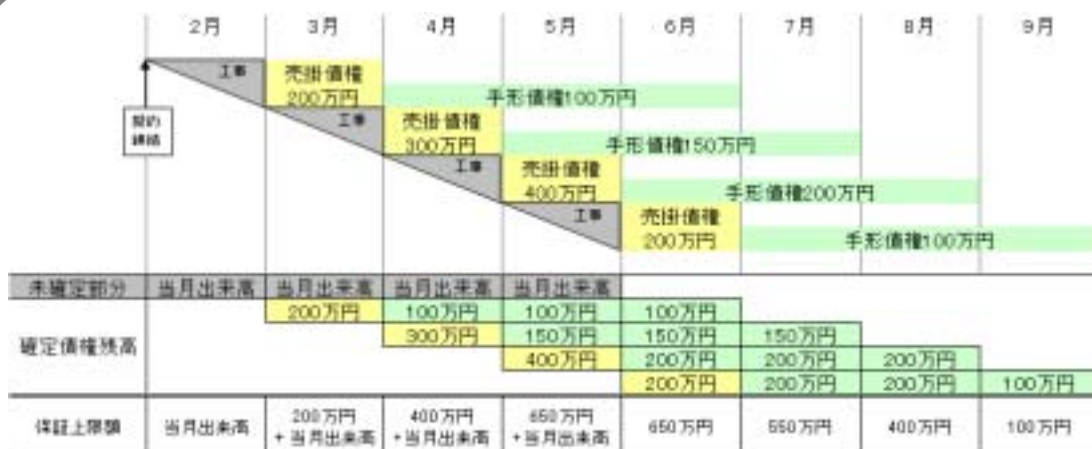 2月 3月 4月 5月 6月 7月 8月 9月
工事 売掛債権
200万円 手形債権100万円
契約
締結
工事 売掛債権
300万円 手形債権150万円
工事 売掛債権
400万円 手形債権200万円
工事 売掛債権
200万円 手形債権100万円
未確定部分 当月出来高 当月出来高 当月出来高 当月出来高
確定債権残高
200万円 100万円 100万円 100万円
300万円 150万円 150万円 150万円
400万円 200万円 200万円 200万円
200万円 200万円 200万円 100万円
保証上限額 当月出来高 200万円 400万円 650万円 650万円 550万円 400万円 100万円
+当月出来高 +当月出来高 +当月出来高